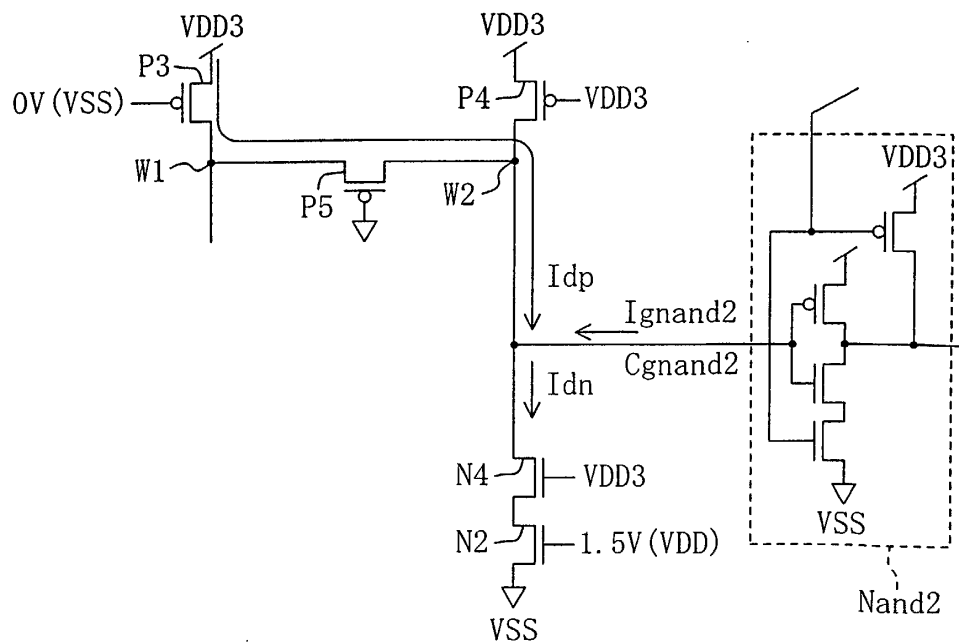 VDD3
VDD3
P3
P4
0V(VSS)
VDD3
VDD3
W1
W2
P5
Idp
Ignand2
Cgnand2
Idn
N4
VDD3
N2
1.5V(VDD)
VSS
VSS
Nand2